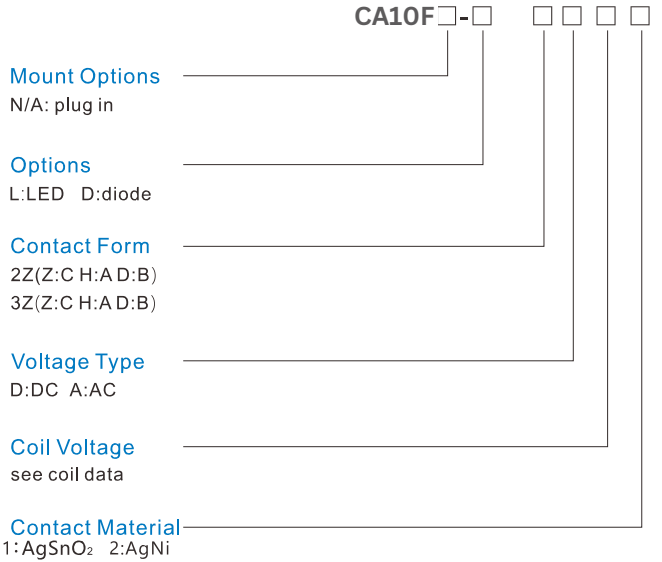 CA10F□-□ □□□□
Mount Options
N/A: plug in
Options
L:LED D:diode
Contact Form
2Z(Z:C H:A D:B)
3Z(Z:C H:A D:B)
Voltage Type
D:DC A:AC
Coil Voltage
see coil data
Contact Material
1:AgSnO₂ 2:AgNi